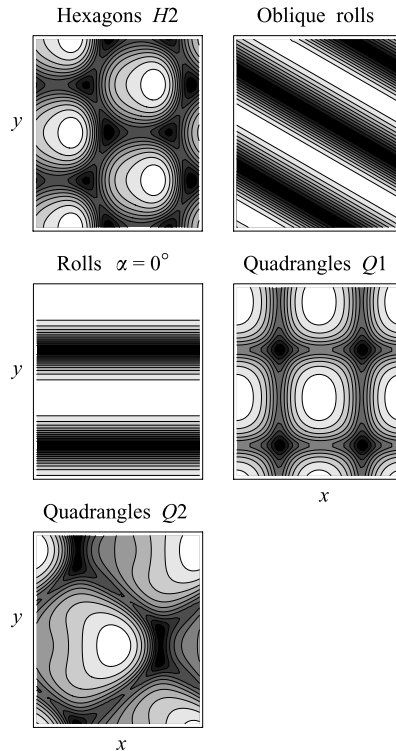 Hexagons H2
Oblique rolls
y
Rolls α = 0°
Quadrangles Q1
y
x
Quadrangles Q2
y
x